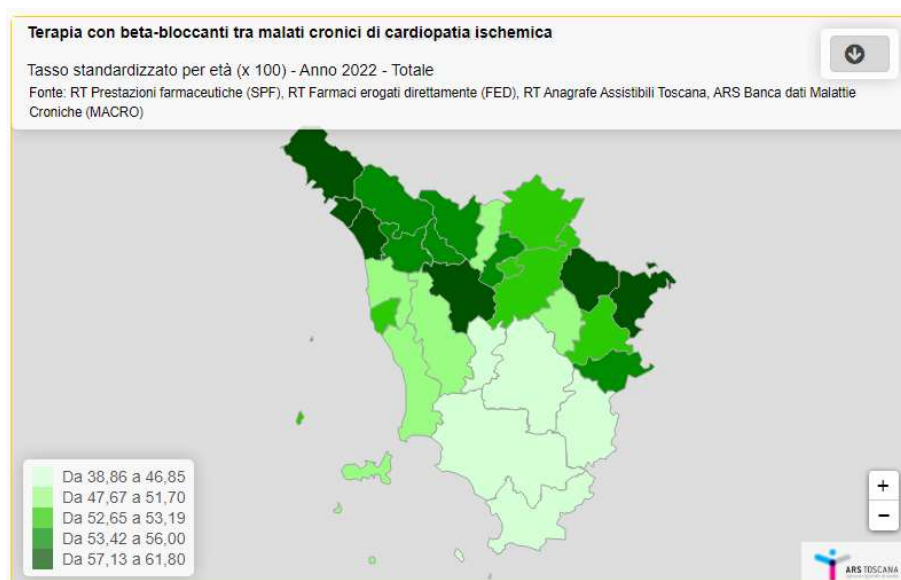 Terapia con beta-bloccanti tra malati cronici di cardiopatia ischemica
Tasso standardizzato per età (x 100) - Anno 2022 - Totale
Fonte: RT Prestazioni farmaceutiche (SPF), RT Farmaci erogati direttamente (FED), RT Anagrafe Assistibili Toscana, ARS Banca dati Malattie
Croniche (MACRO)
Da 38,86 a 46,85
Da 47,67 a 51,70
Da 52,65 a 53,19
Da 53,42 a 56,00
Da 57,13 a 61,80
+
−
ARS TOSCANA